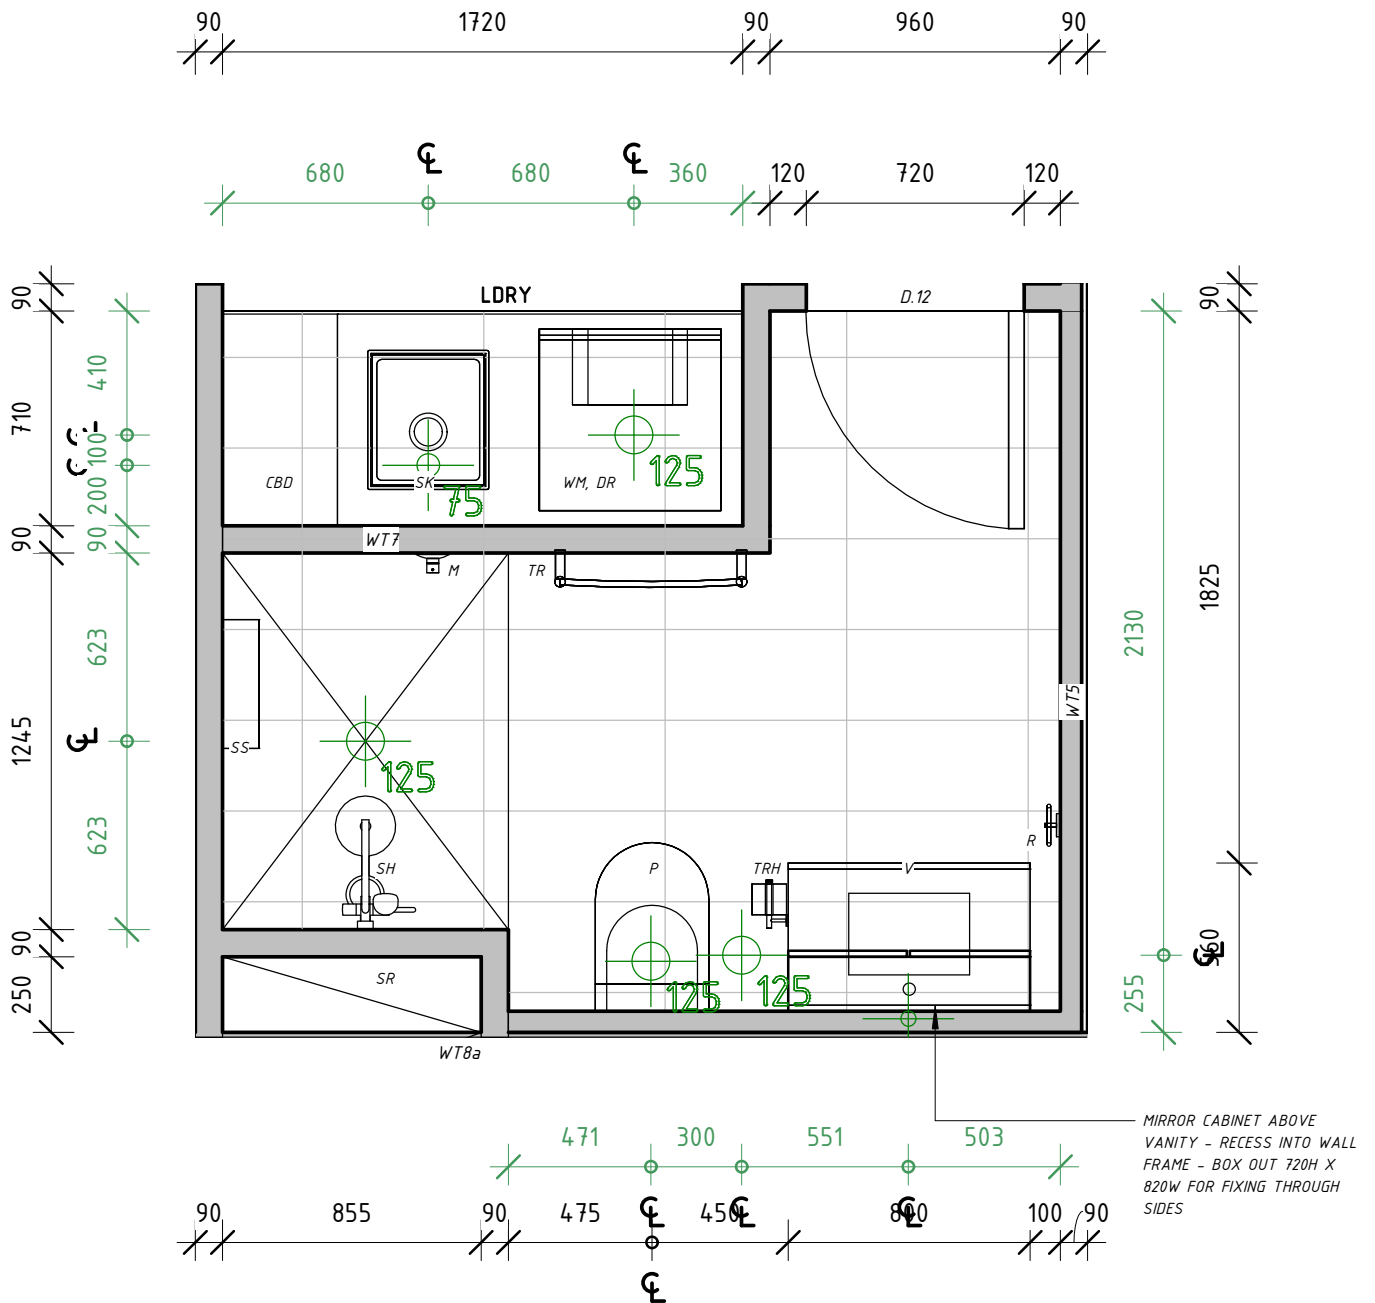 90 1720 90 960 90
680 680 360 120 720 120
LDRY
D.12
90 410 90
710 100
200
CBD SK WM, DR 125
75
90 90
WT7
M TR
623 1825
2130
WT5
SS
1245
125
623
R
SH P TRH V
90
250 SR 255
125 125
WT8a
MIRROR CABINET ABOVE
VANITY - RECESS INTO WALL
FRAME - BOX OUT 720H X
820W FOR FIXING THROUGH
SIDES
471 300 551 503
90 855 90 475 450 100 90